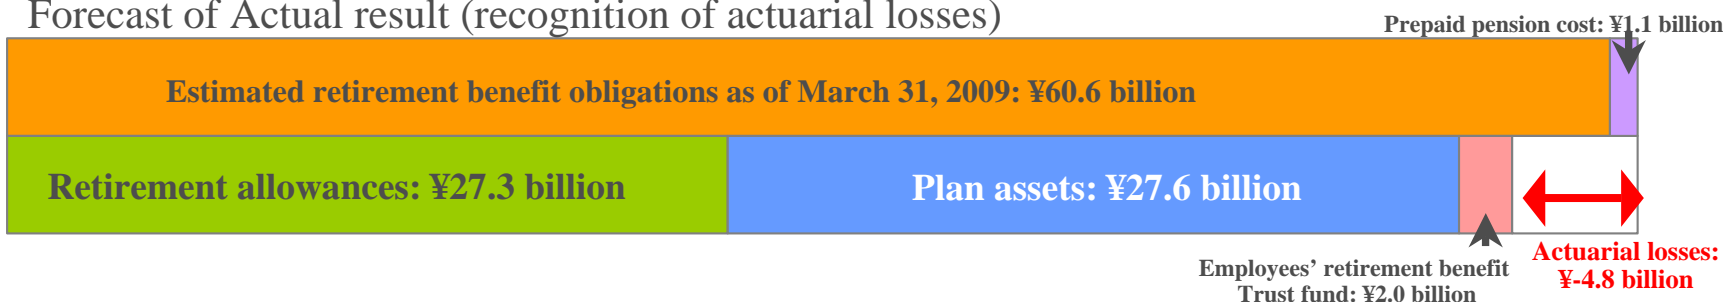 Forecast of Actual result (recognition of actuarial losses)
Prepaid pension cost: ¥1.1 billion
Estimated retirement benefit obligations as of March 31, 2009: ¥60.6 billion
Retirement allowances: ¥27.3 billion
Plan assets: ¥27.6 billion
Employees’ retirement benefit
Trust fund: ¥2.0 billion
Actuarial losses:
¥-4.8 billion